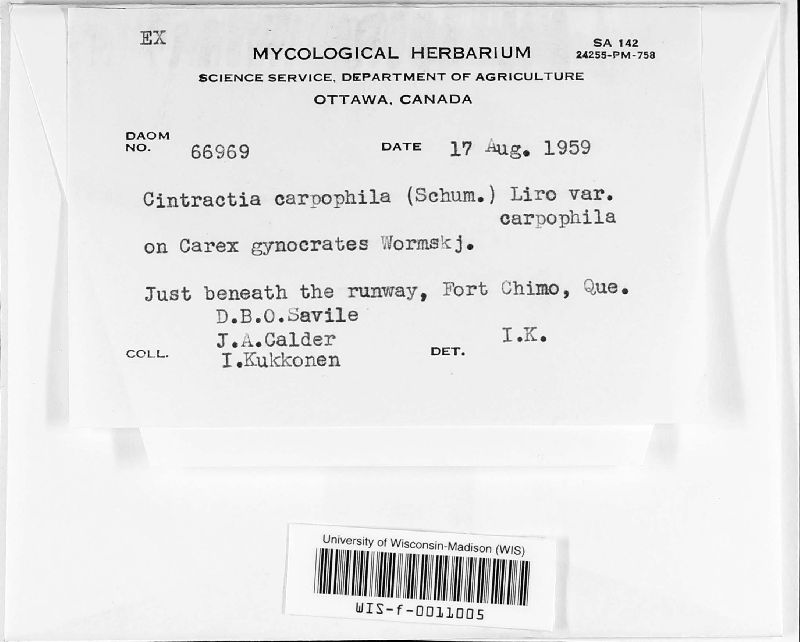 EX
MYCOLOGICAL HERBARIUM
SA 142
24255-PM-758
SCIENCE SERVICE, DEPARTMENT OF AGRICULTURE
OTTAWA, CANADA
DAOM
NO. 66969 DATE 17 Aug. 1959
Cintractia carpophila (Schum.) Liro var.
carpophila
on Carex gynocrates Wormskj.
Just beneath the runway, Fort Chimo, Que.
D.B.O.Savile
J.A.Calder I.K.
COLL. I.Kukkonen DET.
University of Wisconsin-Madison (WIS)
WIS-f-0011005